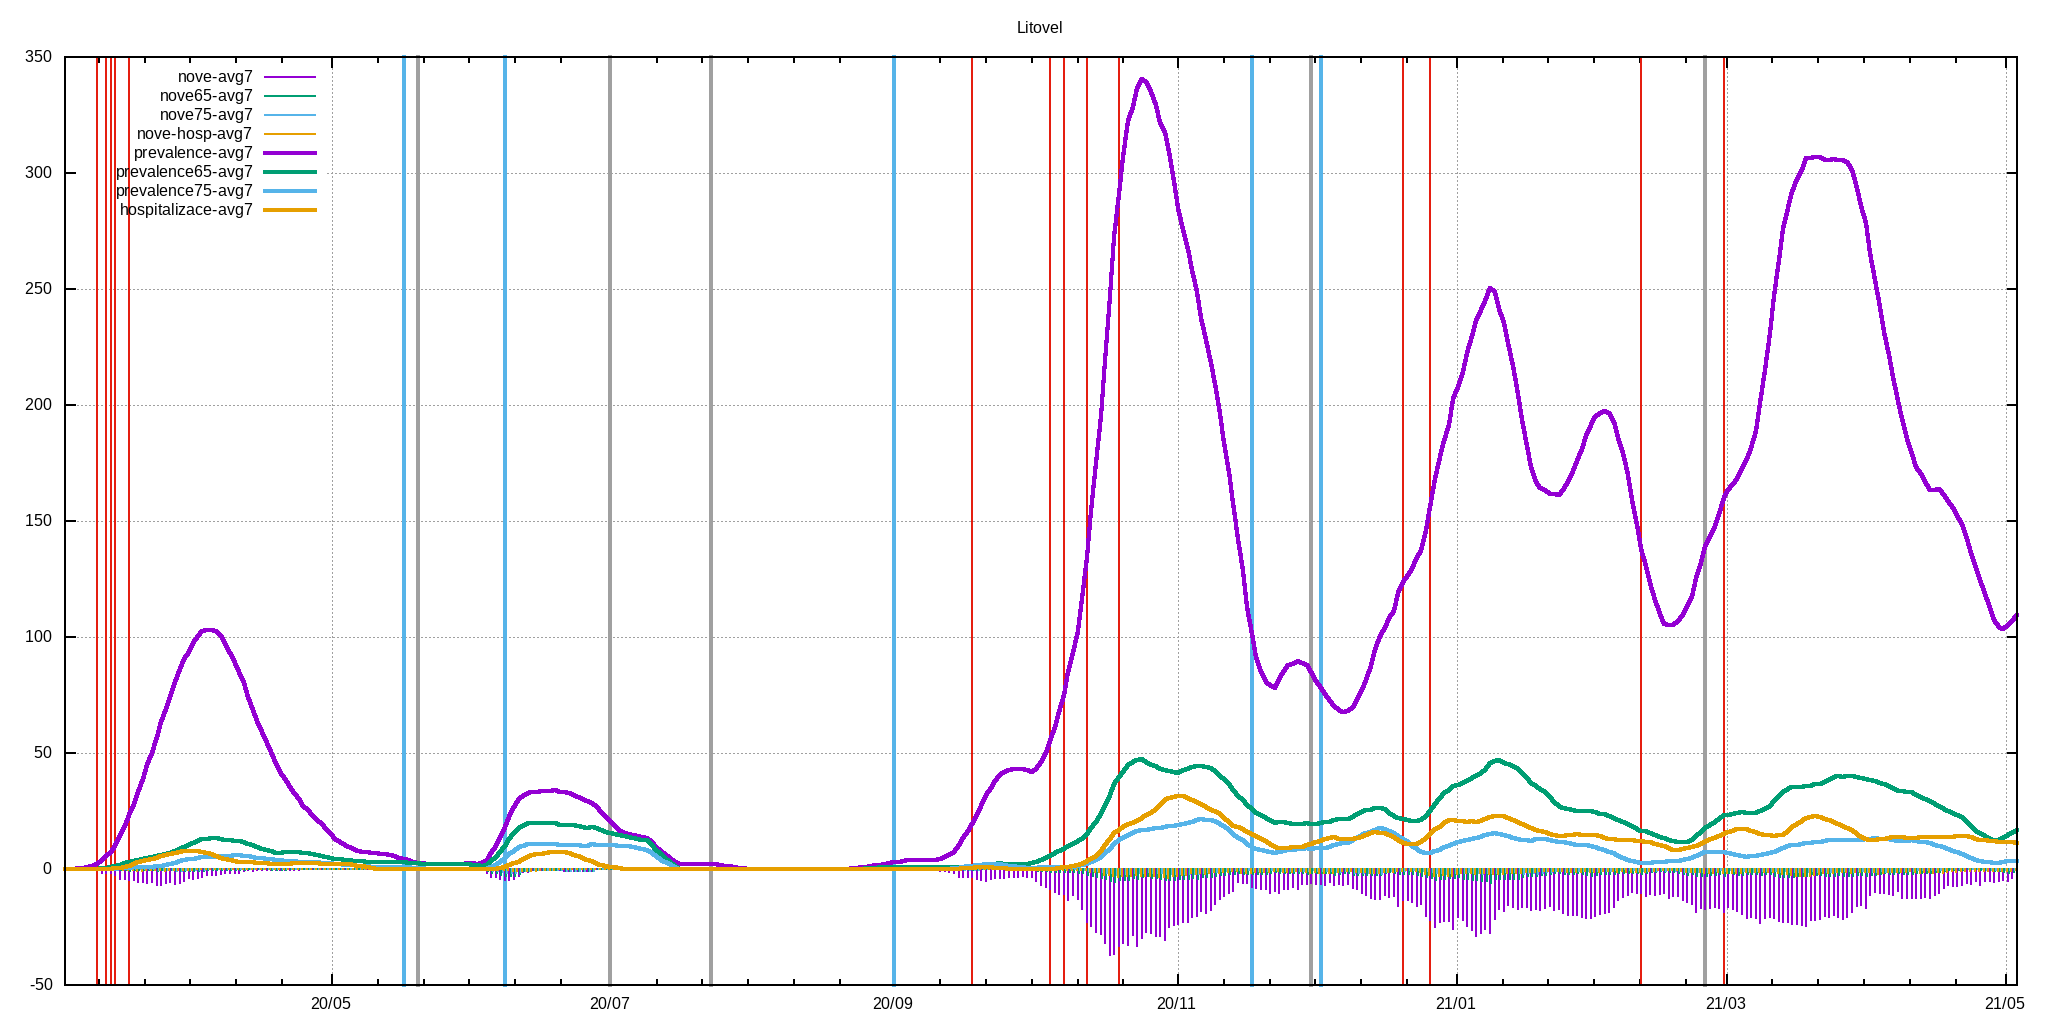 Litovel
350
300
250
200
150
100
50
0
-50
nove-avg7
nove65-avg7
nove75-avg7
nove-hosp-avg7
prevalence-avg7
prevalence65-avg7
prevalence75-avg7
hospitalizace-avg7
20/05
20/07
20/09
20/11
21/01
21/03
21/05